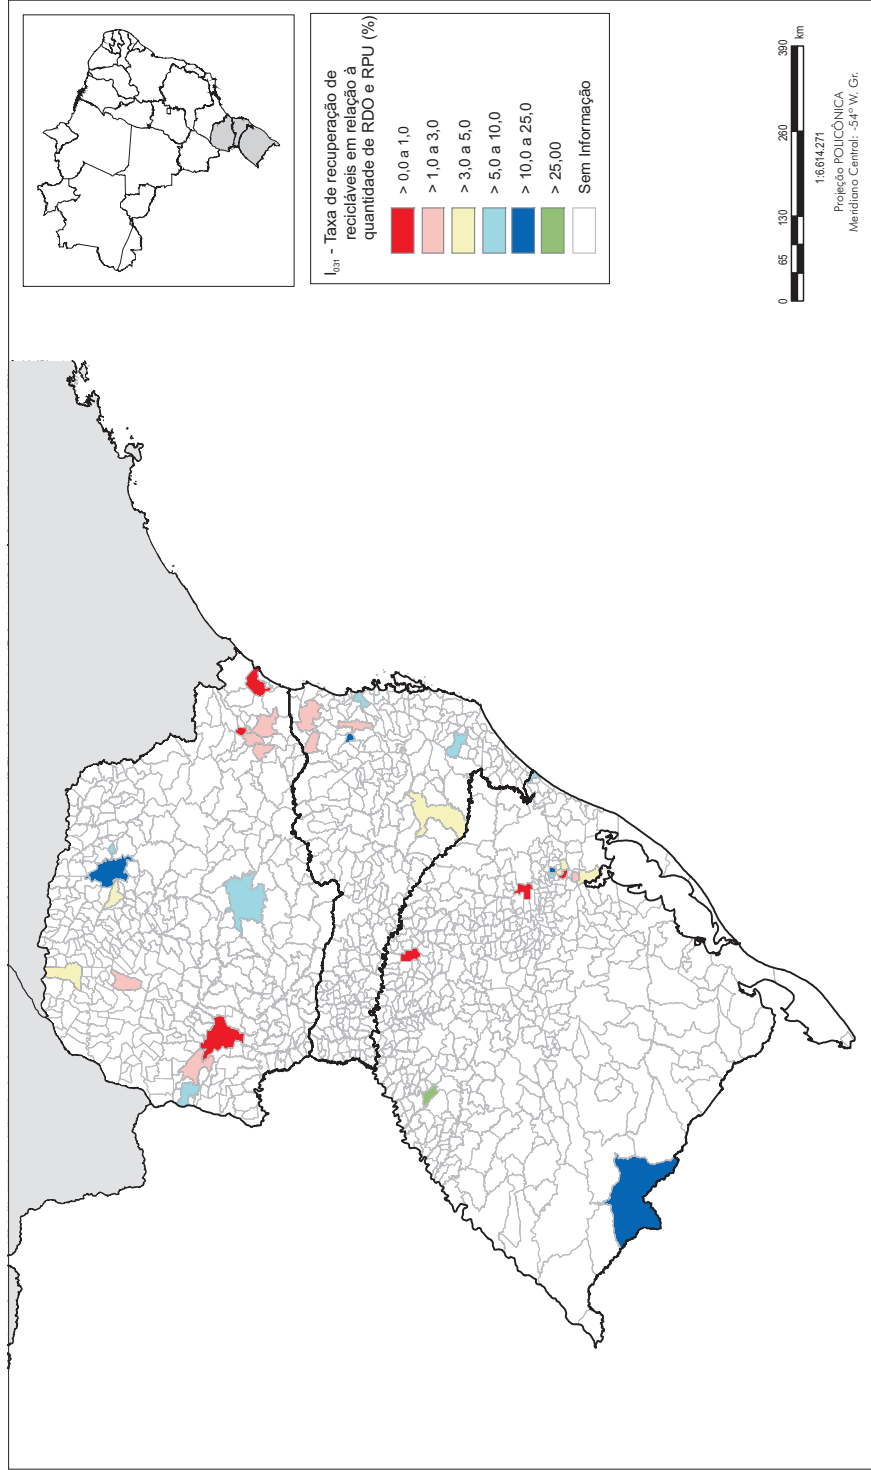 I031 - Taxa de recuperação de
recicláveis em relação à
quantidade de RDO e RPU (%)
> 0,0 a 1,0
> 1,0 a 3,0
> 3,0 a 5,0
> 5,0 a 10,0
> 10,0 a 25,0
> 25,00
Sem Informação
0 65 130 260 390
km
1:6.614.271
Projeção POLICÔNICA
Meridiano Central: -54° W. Gr.